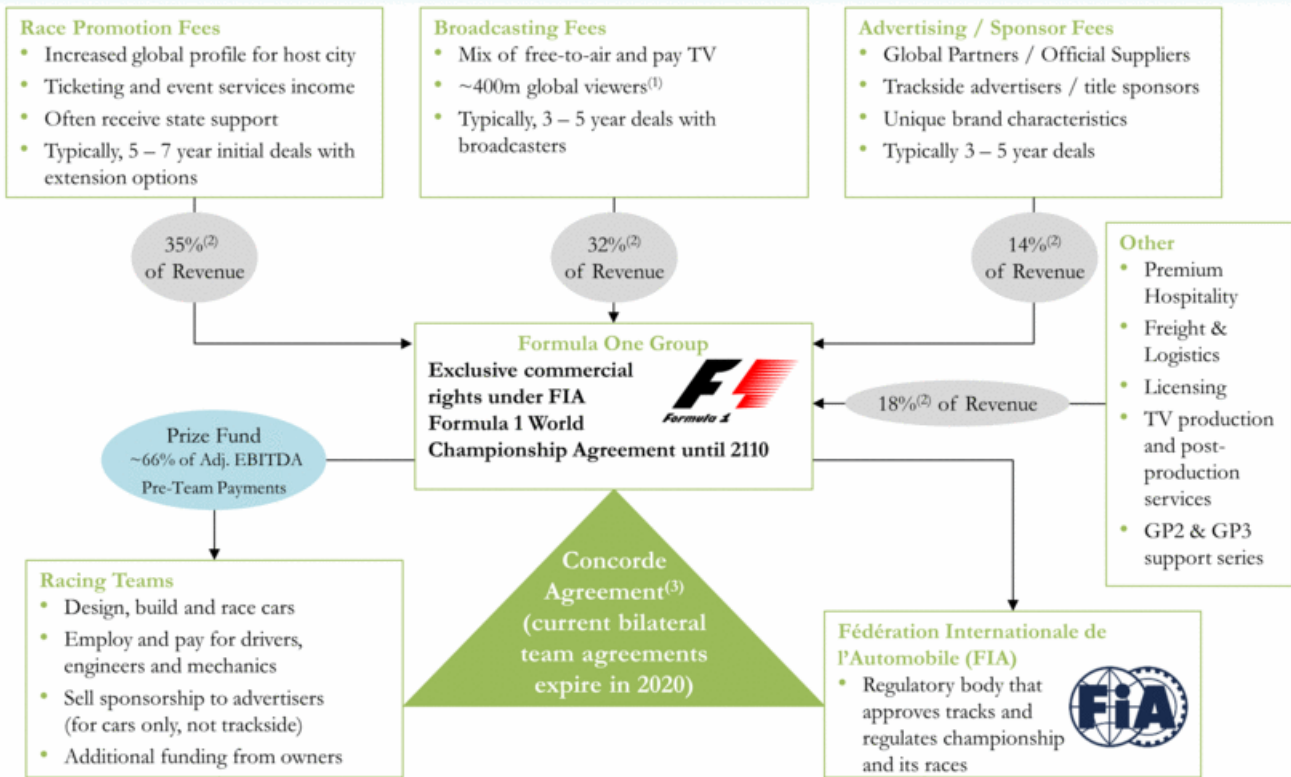 Race Promotion Fees
• Increased global profile for host city
• Ticketing and event services income
• Often receive state support
• Typically, 5 – 7 year initial deals with
extension options
Broadcasting Fees
• Mix of free-to-air and pay TV
• ~400m global viewers(1)
• Typically, 3 – 5 year deals with
broadcasters
Advertising / Sponsor Fees
• Global Partners / Official Suppliers
• Trackside advertisers / title sponsors
• Unique brand characteristics
• Typically 3 – 5 year deals
35%(2)
of Revenue
32%(2)
of Revenue
14%(2)
of Revenue
Other
• Premium
Hospitality
• Freight &
Logistics
• Licensing
• TV production
and post-
production
services
• GP2 & GP3
support series
18%(2) of Revenue
Formula One Group
Exclusive commercial
rights under FIA
Formula 1 World
Championship Agreement until 2110
F1
Formula 1
Prize Fund
~66% of Adj. EBITDA
Pre-Team Payments
Concorde
Agreement(3)
(current bilateral
team agreements
expire in 2020)
Racing Teams
• Design, build and race cars
• Employ and pay for drivers,
engineers and mechanics
• Sell sponsorship to advertisers
(for cars only, not trackside)
• Additional funding from owners
Fédération Internationale de
l'Automobile (FIA)
• Regulatory body that
approves tracks and
regulates championship
and its races
FiA